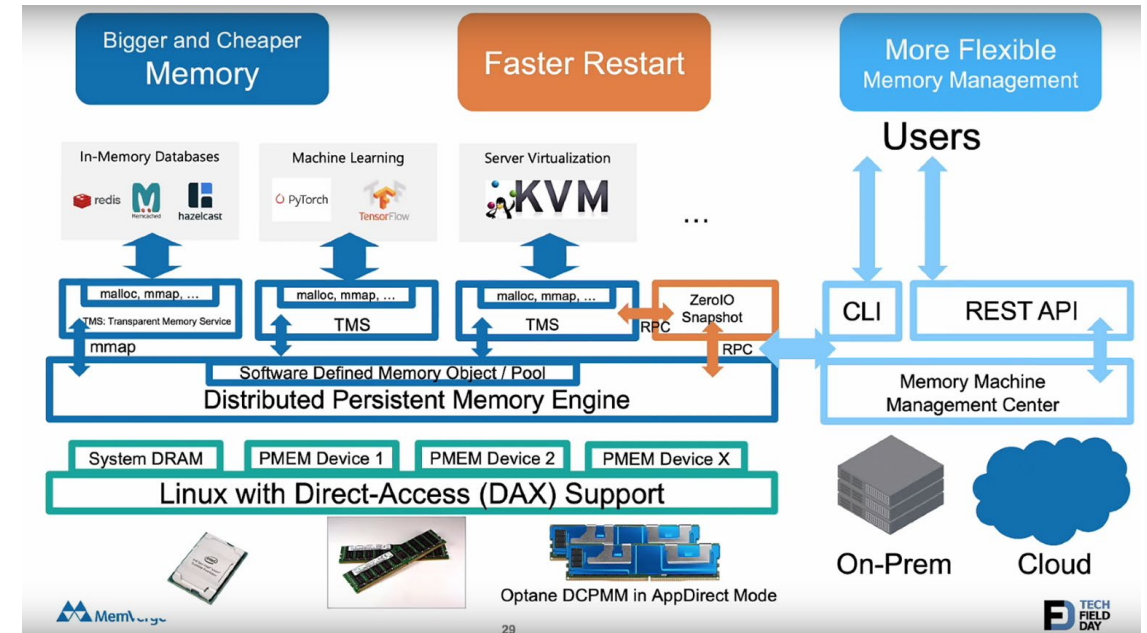 Bigger and Cheaper
Memory
Faster Restart
More Flexible
Memory Management
Users
In-Memory Databases
redis
Memcached
hazelcast
Machine Learning
PyTorch
TensorFlow
Server Virtualization
KVM
...
malloc, mmap, ...
TMS: Transparent Memory Service
malloc, mmap, ...
TMS
malloc, mmap, ...
TMS
ZeroIO
Snapshot
RPC
CLI
REST API
mmap
RPC
Software Defined Memory Object / Pool
Distributed Persistent Memory Engine
Memory Machine
Management Center
System DRAM
PMEM Device 1
PMEM Device 2
PMEM Device X
Linux with Direct-Access (DAX) Support
On-Prem
Cloud
Optane DCPMM in AppDirect Mode
MemVerge
29
TECH
FIELD
DAY